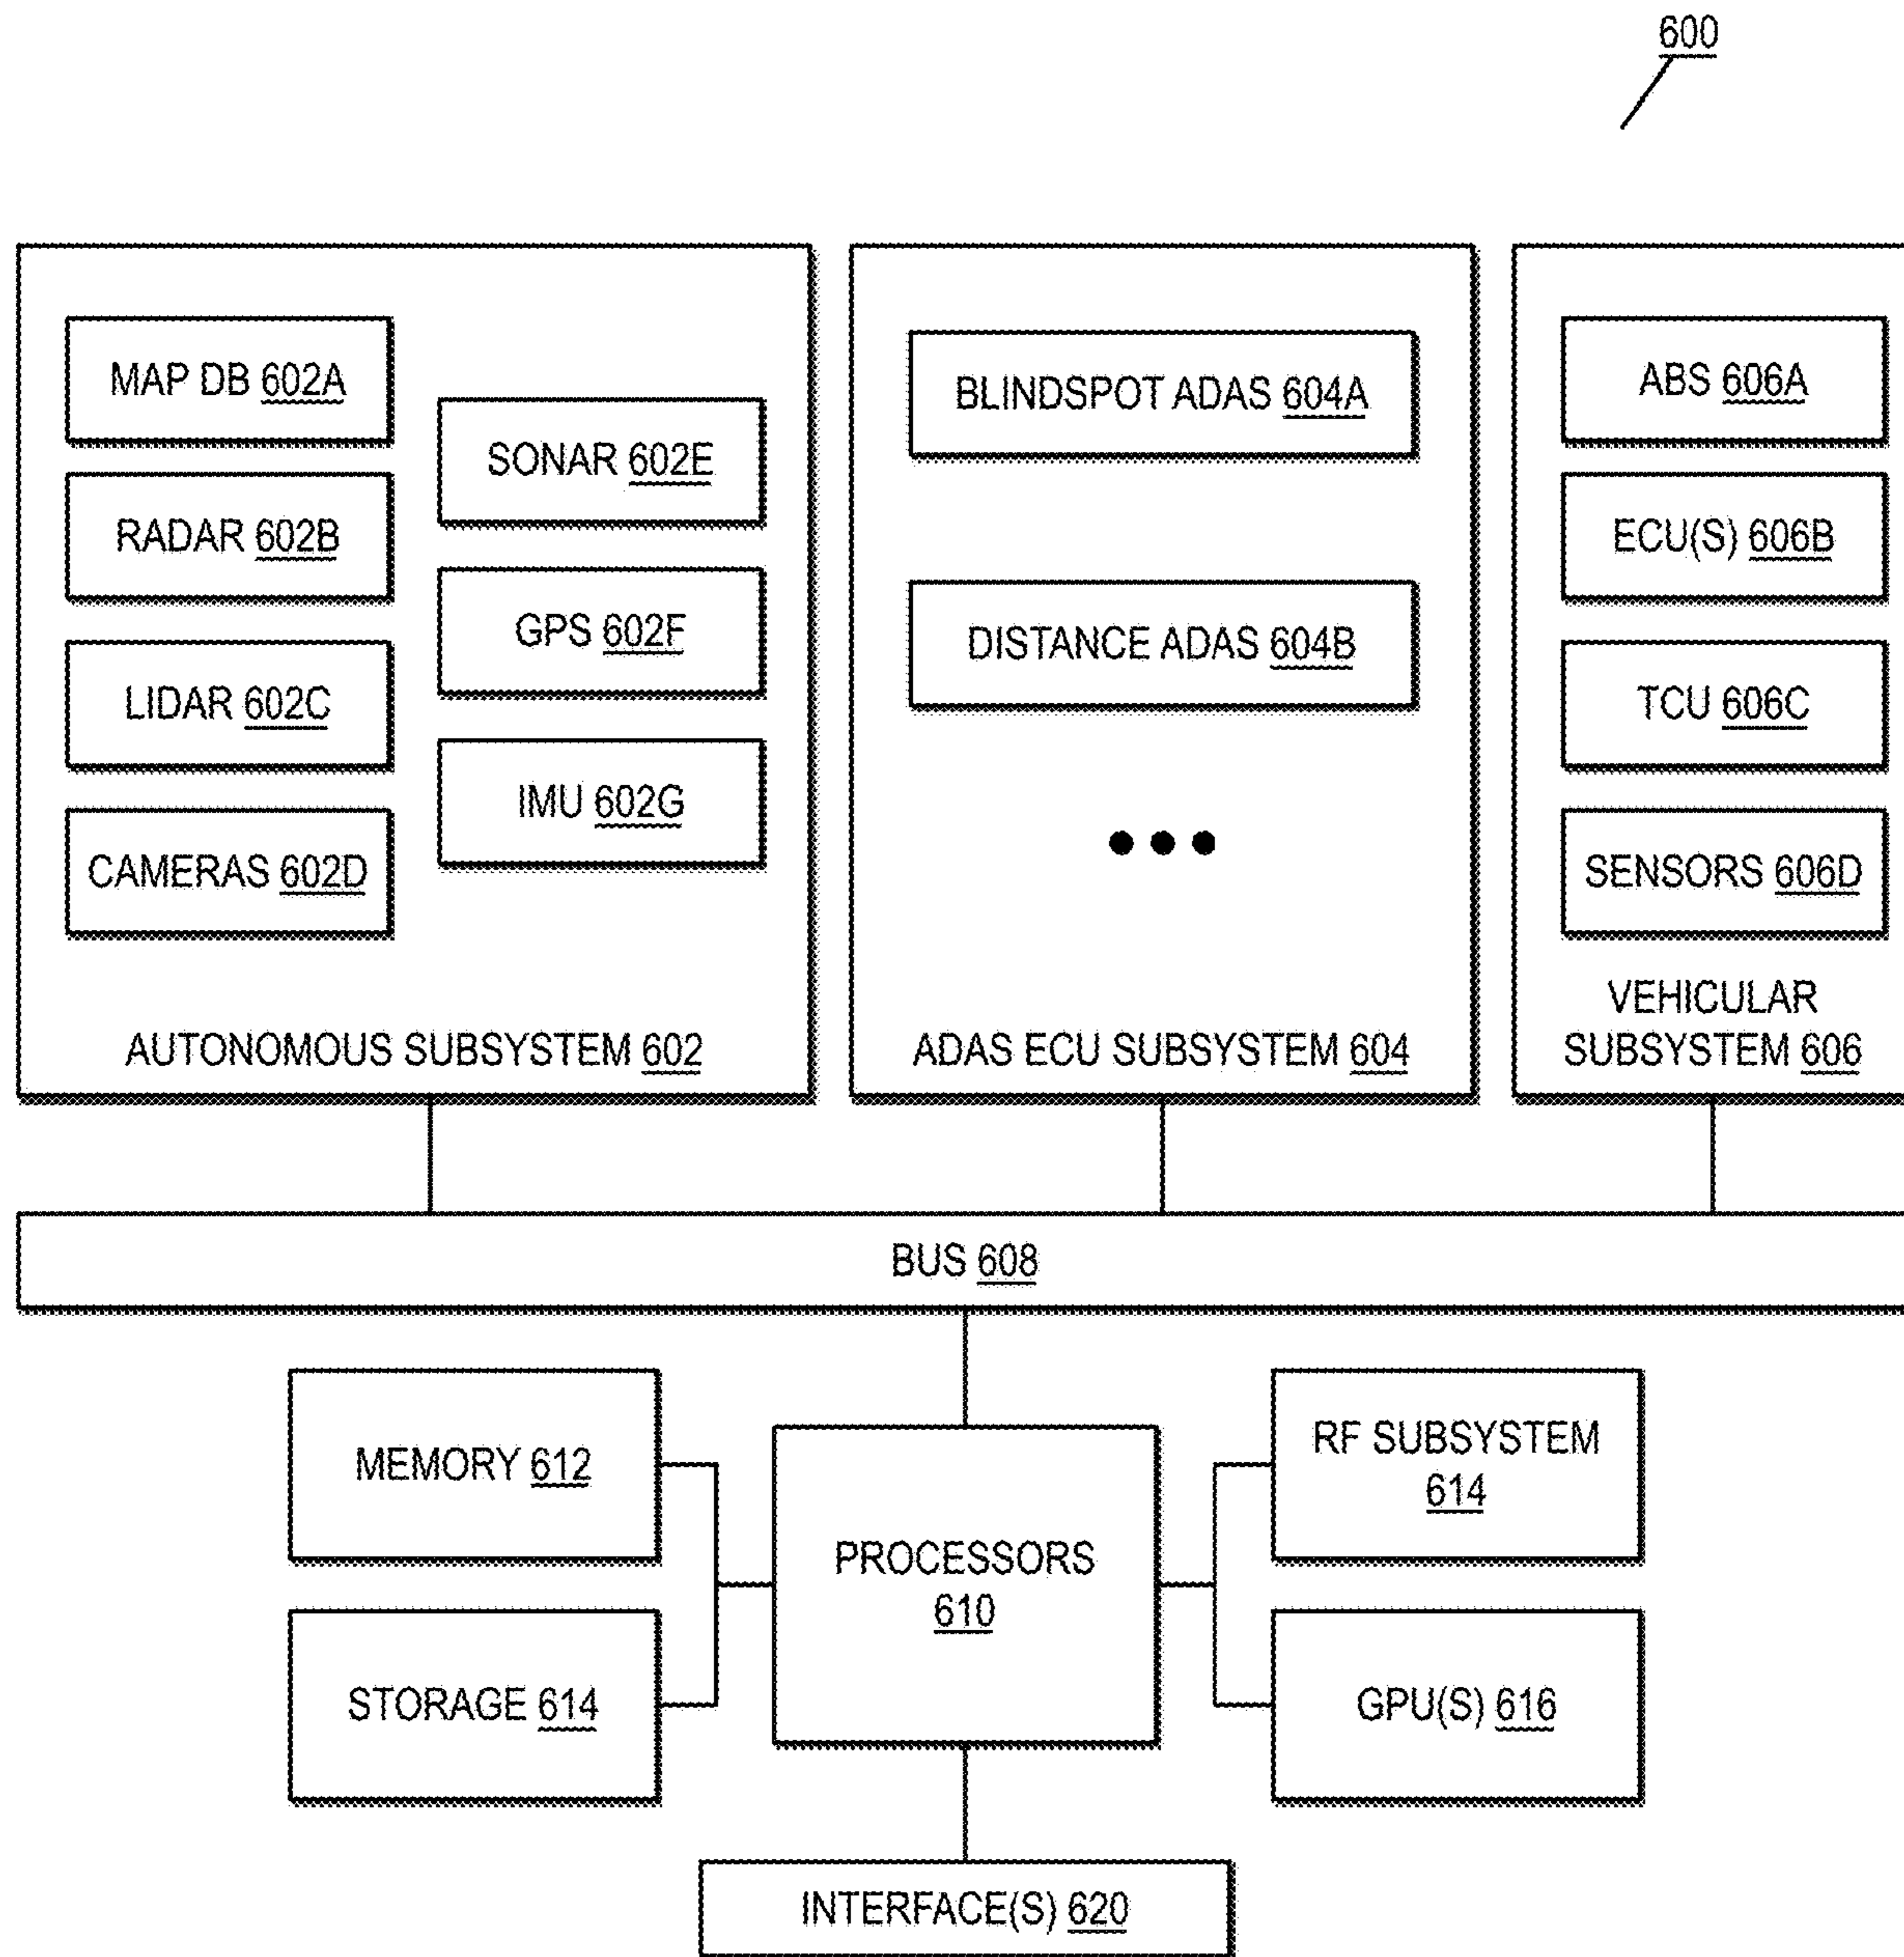 600
MAP DB 602A
RADAR 602B
LIDAR 602C
CAMERAS 602D
SONAR 602E
GPS 602F
IMU 602G
AUTONOMOUS SUBSYSTEM 602
BLINDSPOT ADAS 604A
DISTANCE ADAS 604B
ADAS ECU SUBSYSTEM 604
ABS 606A
ECU(S) 606B
TCU 606C
SENSORS 606D
VEHICULAR
SUBSYSTEM 606
BUS 608
MEMORY 612
STORAGE 614
PROCESSORS
610
RF SUBSYSTEM
614
GPU(S) 616
INTERFACE(S) 620